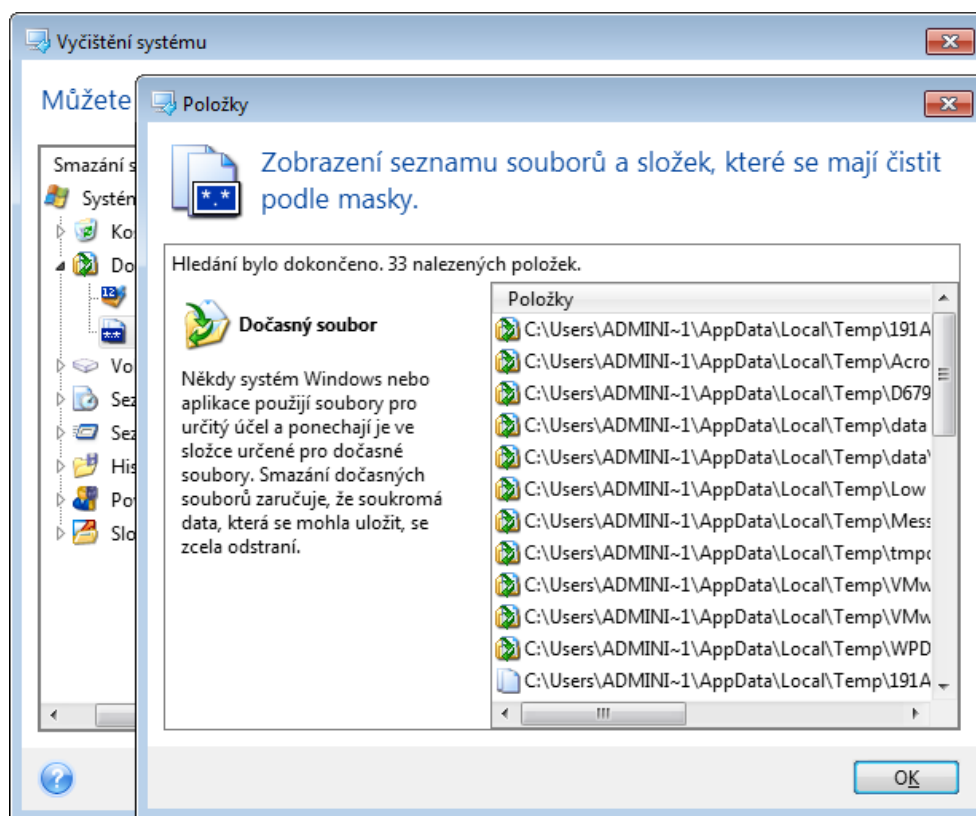 Vyčištění systému
Můžete
Smazání s
Systém
Ko
Do
Vo
Sez
Sez
His
Pov
Slo
Položky
Zobrazení seznamu souborů a složek, které se mají čistit
podle masky.
Hledání bylo dokončeno. 33 nalezených položek.
Dočasný soubor
Někdy systém Windows nebo
aplikace použijí soubory pro
určitý účel a ponechají je ve
složce určené pro dočasné
soubory. Smazání dočasných
souborů zaručuje, že soukromá
data, která se mohla uložit, se
zcela odstraní.
Položky
C:\Users\ADMINI~1\AppData\Local\Temp\191A
C:\Users\ADMINI~1\AppData\Local\Temp\Acro
C:\Users\ADMINI~1\AppData\Local\Temp\D679
C:\Users\ADMINI~1\AppData\Local\Temp\data
C:\Users\ADMINI~1\AppData\Local\Temp\data\
C:\Users\ADMINI~1\AppData\Local\Temp\Low
C:\Users\ADMINI~1\AppData\Local\Temp\Mess
C:\Users\ADMINI~1\AppData\Local\Temp\tmpc
C:\Users\ADMINI~1\AppData\Local\Temp\VMw
C:\Users\ADMINI~1\AppData\Local\Temp\VMw
C:\Users\ADMINI~1\AppData\Local\Temp\WPD
C:\Users\ADMINI~1\AppData\Local\Temp\191A
OK